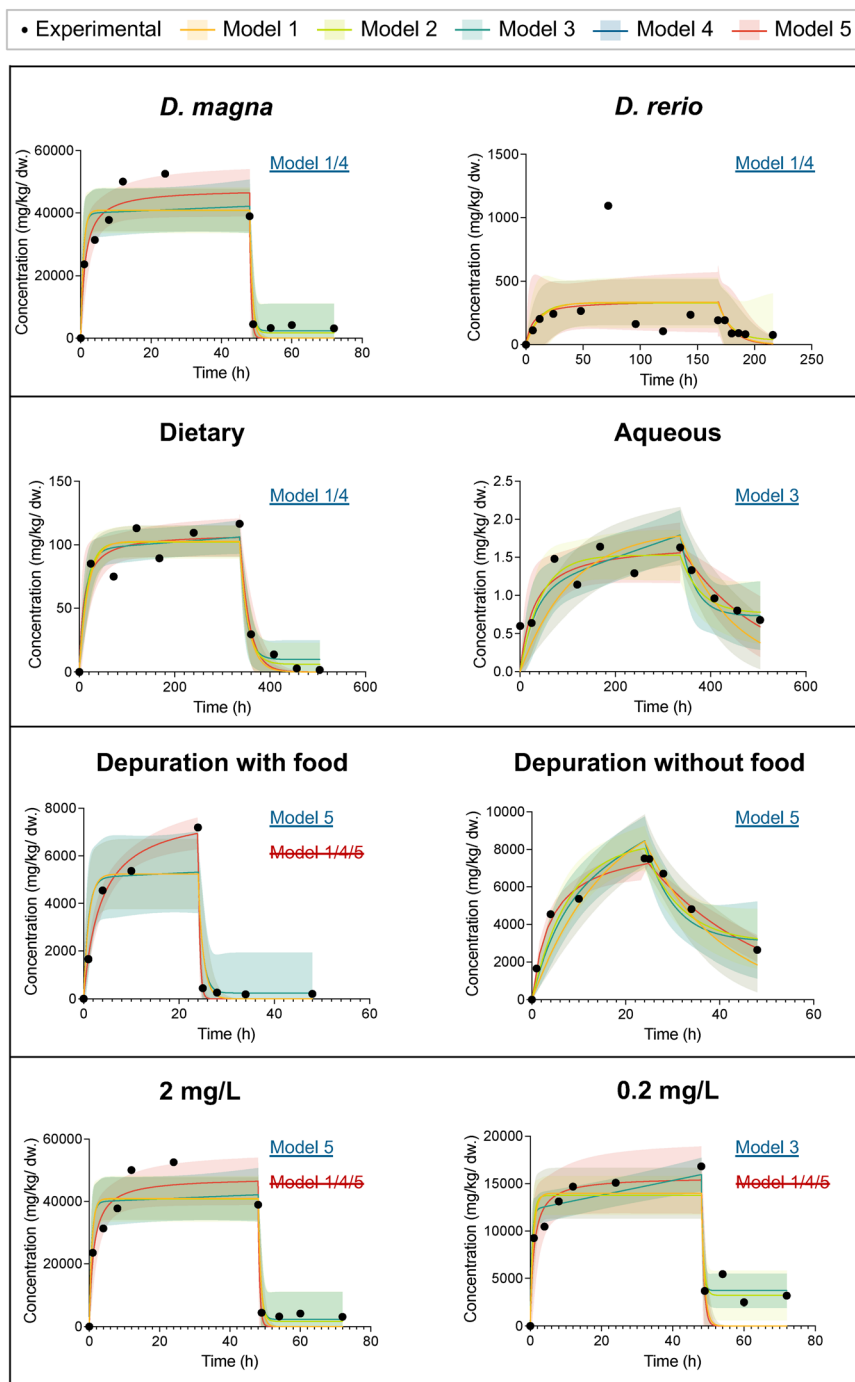 Experimental Model 1 Model 2 Model 3 Model 4 Model 5
D. magna
Concentration (mg/kg/ dw.)
60000
40000
20000
0
0 20 40 60 80
Time (h)
Model 1/4
D. rerio
Concentration (mg/kg/ dw.)
1500
1000
500
0
0 50 100 150 200 250
Time (h)
Model 1/4
Dietary
Concentration (mg/kg/ dw.)
150
100
50
0
0 200 400 600
Time (h)
Model 1/4
Aqueous
Concentration (mg/kg/ dw.)
2.5
2.0
1.5
1.0
0.5
0.0
0 200 400 600
Time (h)
Model 3
Depuration with food
Concentration (mg/kg/ dw.)
8000
6000
4000
2000
0
0 20 40 60
Time (h)
Model 5
Model 1/4/5
Depuration without food
Concentration (mg/kg/ dw.)
10000
8000
6000
4000
2000
0
0 20 40 60
Time (h)
Model 5
2 mg/L
Concentration (mg/kg/ dw.)
60000
40000
20000
0
0 20 40 60 80
Time (h)
Model 5
Model 1/4/5
0.2 mg/L
Concentration (mg/kg/ dw.)
20000
15000
10000
5000
0
0 20 40 60 80
Time (h)
Model 3
Model 1/4/5